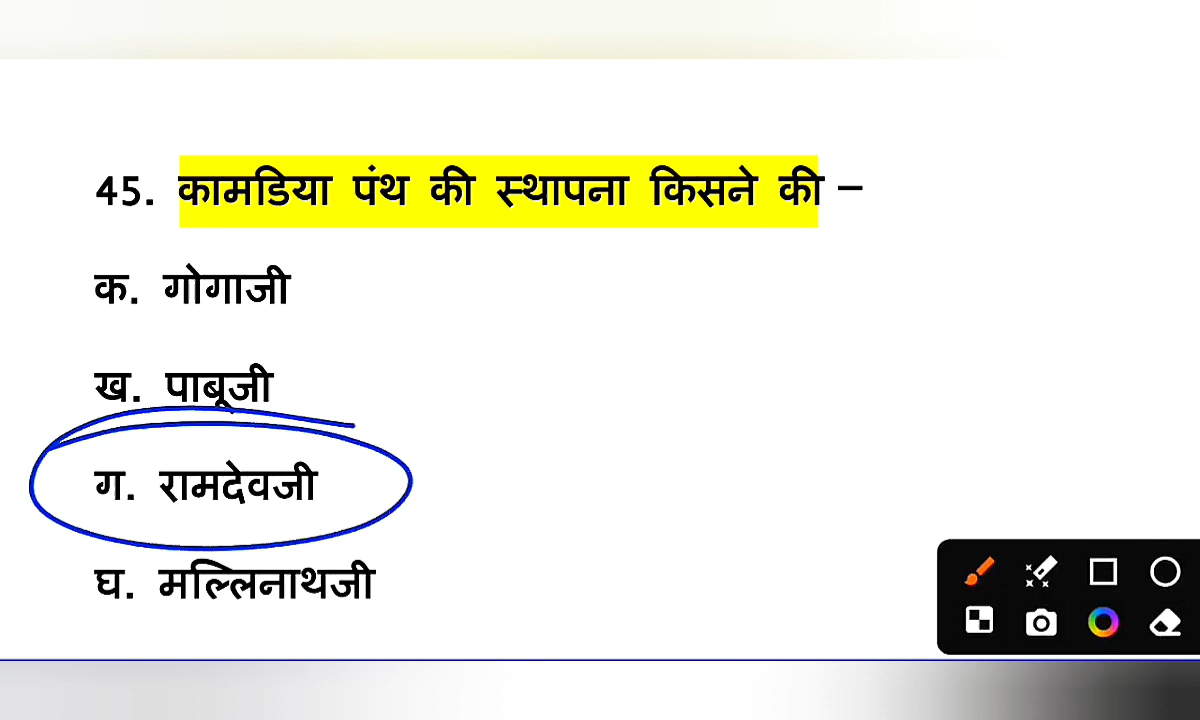 45. कामडिया पंथ की स्थापना किसने की –
क. गोगाजी
ख. पाबूजी
ग. रामदेवजी
घ. मल्लिनाथजी